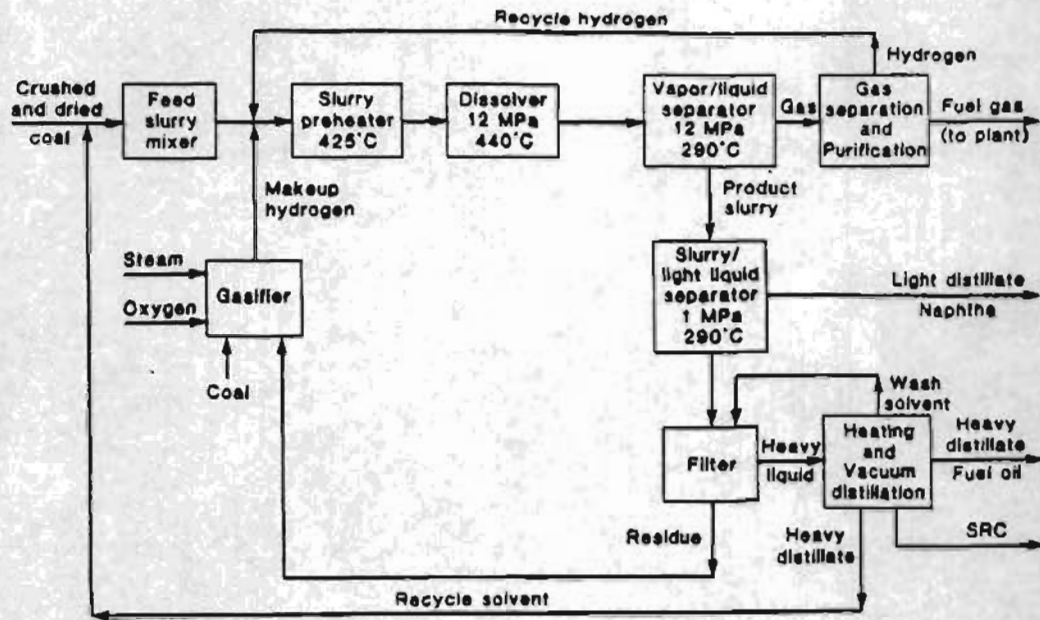 Recycle hydrogen
Hydrogen
Crushed
and dried
coal
Feed
slurry
mixer
Slurry
preheater
425°C
Dissolver
12 MPa
440°C
Vapor/liquid
separator
12 MPa
290°C
Gas
Gas
separation
and
Purification
Fuel gas
(to plant)
Makeup
hydrogen
Product
slurry
Steam
Oxygen
Gasifier
Coal
Slurry/
light liquid
separator
1 MPa
290°C
Light distillate
Naphtha
Wash
solvent
Filter
Heavy
liquid
Heating
and
Vacuum
distillation
Heavy
distillate
Fuel oil
Residue
Heavy
distillate
SRC
Recycle solvent